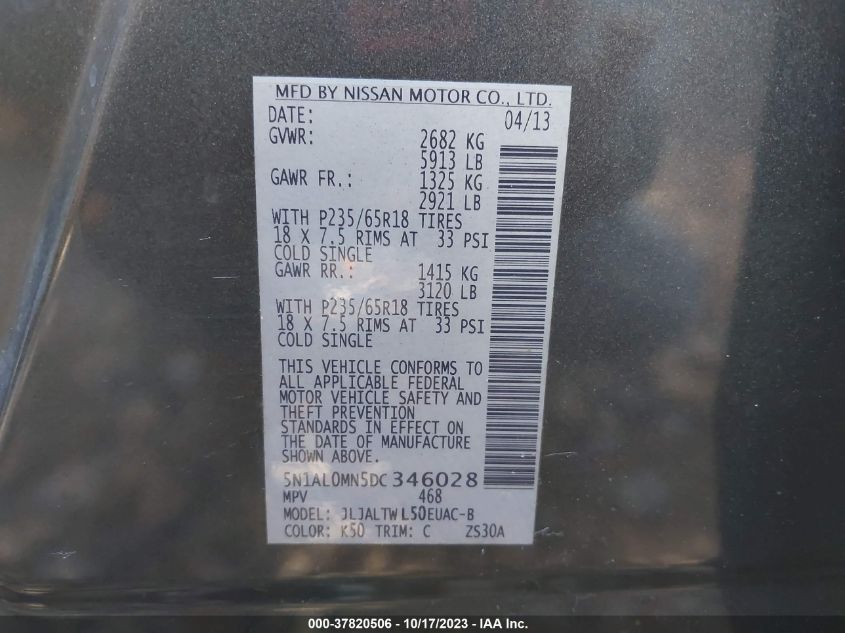 MFD BY NISSAN MOTOR CO., LTD.
DATE: 04/13
GVWR: 2682 KG
5913 LB
GAWR FR.: 1325 KG
2921 LB
WITH P235/65R18 TIRES
18 X 7.5 RIMS AT 33 PSI
COLD SINGLE
GAWR RR.: 1415 KG
3120 LB
WITH P235/65R18 TIRES
18 X 7.5 RIMS AT 33 PSI
COLD SINGLE
THIS VEHICLE CONFORMS TO
ALL APPLICABLE FEDERAL
MOTOR VEHICLE SAFETY AND
THEFT PREVENTION
STANDARDS IN EFFECT ON
THE DATE OF MANUFACTURE
SHOWN ABOVE.
5N1AL0MN5DC346028
MPV 468
MODEL: JLJALTWL50EUAC-B
COLOR: K50 TRIM: C ZS30A
000-37820506 - 10/17/2023 - IAA Inc.